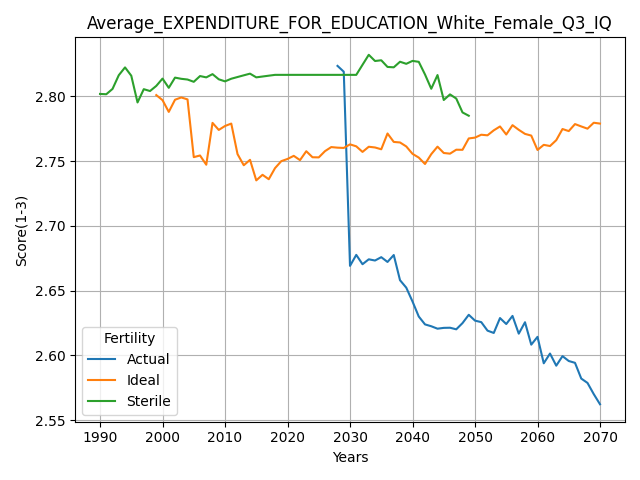 Average_EXPENDITURE_FOR_EDUCATION_White_Female_Q3_IQ
Score(1-3)
2.80
2.75
2.70
2.65
2.60
2.55
Fertility
Actual
Ideal
Sterile
1990 2000 2010 2020 2030 2040 2050 2060 2070
Years